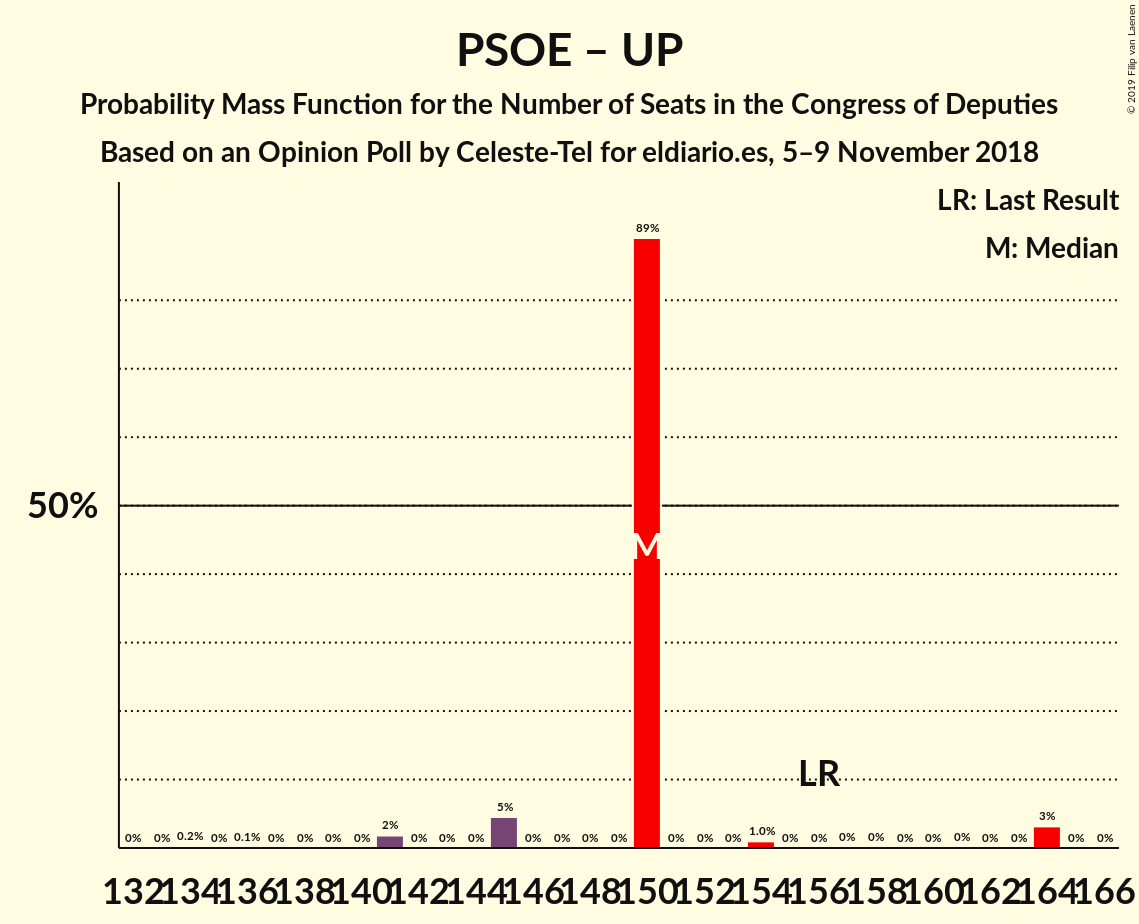 PSOE – UP
Probability Mass Function for the Number of Seats in the Congress of Deputies
Based on an Opinion Poll by Celeste-Tel for eldiario.es, 5–9 November 2018
© 2019 Filip van Laenen
LR: Last Result
M: Median
89%
50%
M
LR
5%
3%
2%
1.0%
0% 0% 0.2% 0% 0.1% 0% 0% 0% 0% 0% 0% 0% 0% 0% 0% 0% 0% 0% 0% 0% 0% 0% 0% 0% 0% 0% 0% 0% 0% 0% 0%
132 134 136 138 140 142 144 146 148 150 152 154 156 158 160 162 164 166